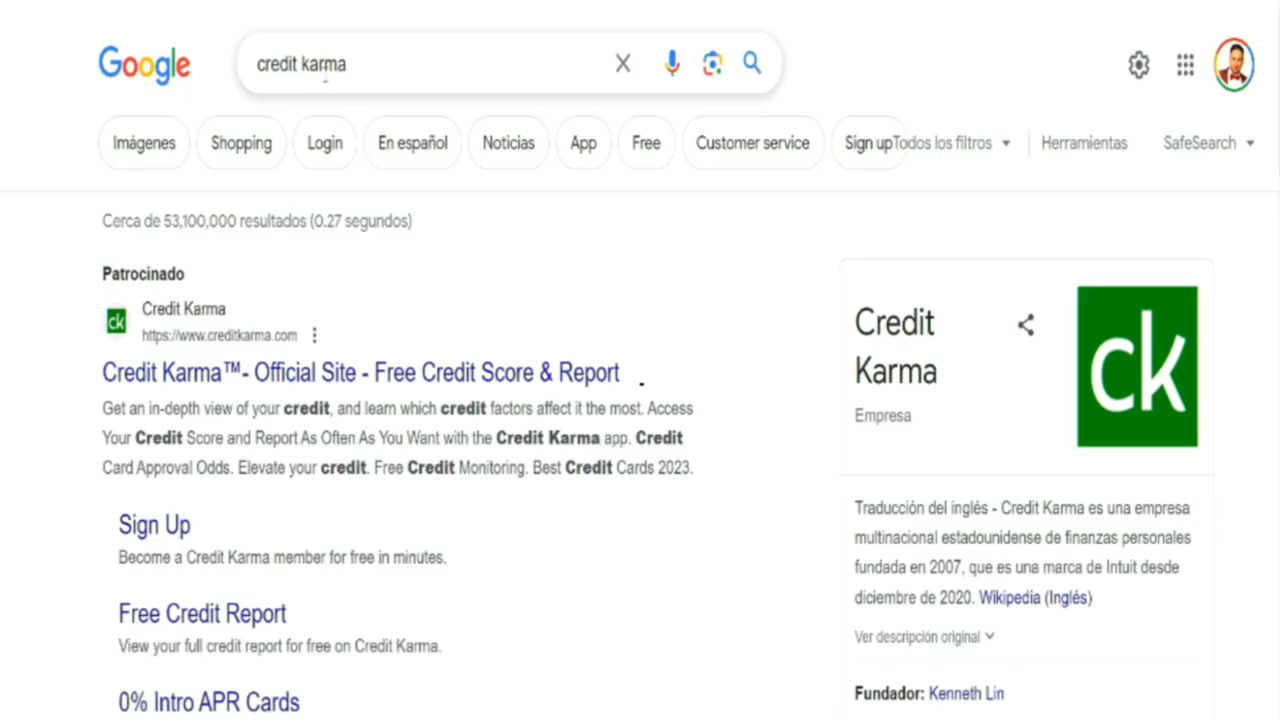 Google
credit karma
Imágenes
Shopping
Login
En español
Noticias
App
Free
Customer service
Sign up
Todos los filtros
Herramientas
SafeSearch
Cerca de 53,100,000 resultados (0.27 segundos)
Patrocinado
ck
Credit Karma
https://www.creditkarma.com
Credit Karma™- Official Site - Free Credit Score & Report
Get an in-depth view of your credit, and learn which credit factors affect it the most. Access
Your Credit Score and Report As Often As You Want with the Credit Karma app. Credit
Card Approval Odds. Elevate your credit. Free Credit Monitoring. Best Credit Cards 2023.
Sign Up
Become a Credit Karma member for free in minutes.
Free Credit Report
View your full credit report for free on Credit Karma.
0% Intro APR Cards
Credit
Karma
Empresa
ck
Traducción del inglés - Credit Karma es una empresa
multinacional estadounidense de finanzas personales
fundada en 2007, que es una marca de Intuit desde
diciembre de 2020. Wikipedia (Inglés)
Ver descripción original
Fundador: Kenneth Lin